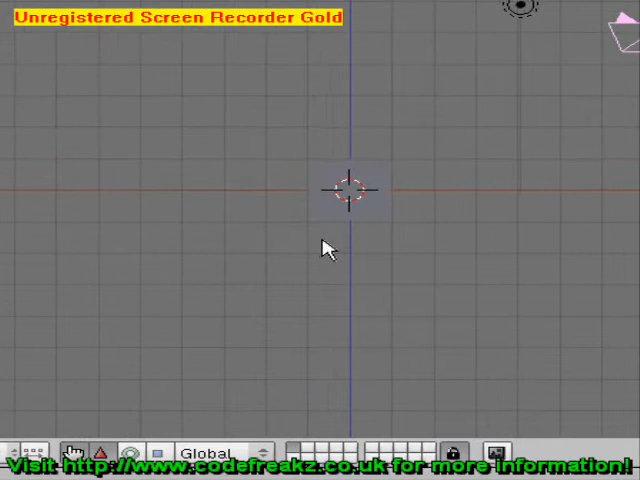 Unregistered Screen Recorder Gold
Global
Visit http://www.codefreakz.co.uk for more information!